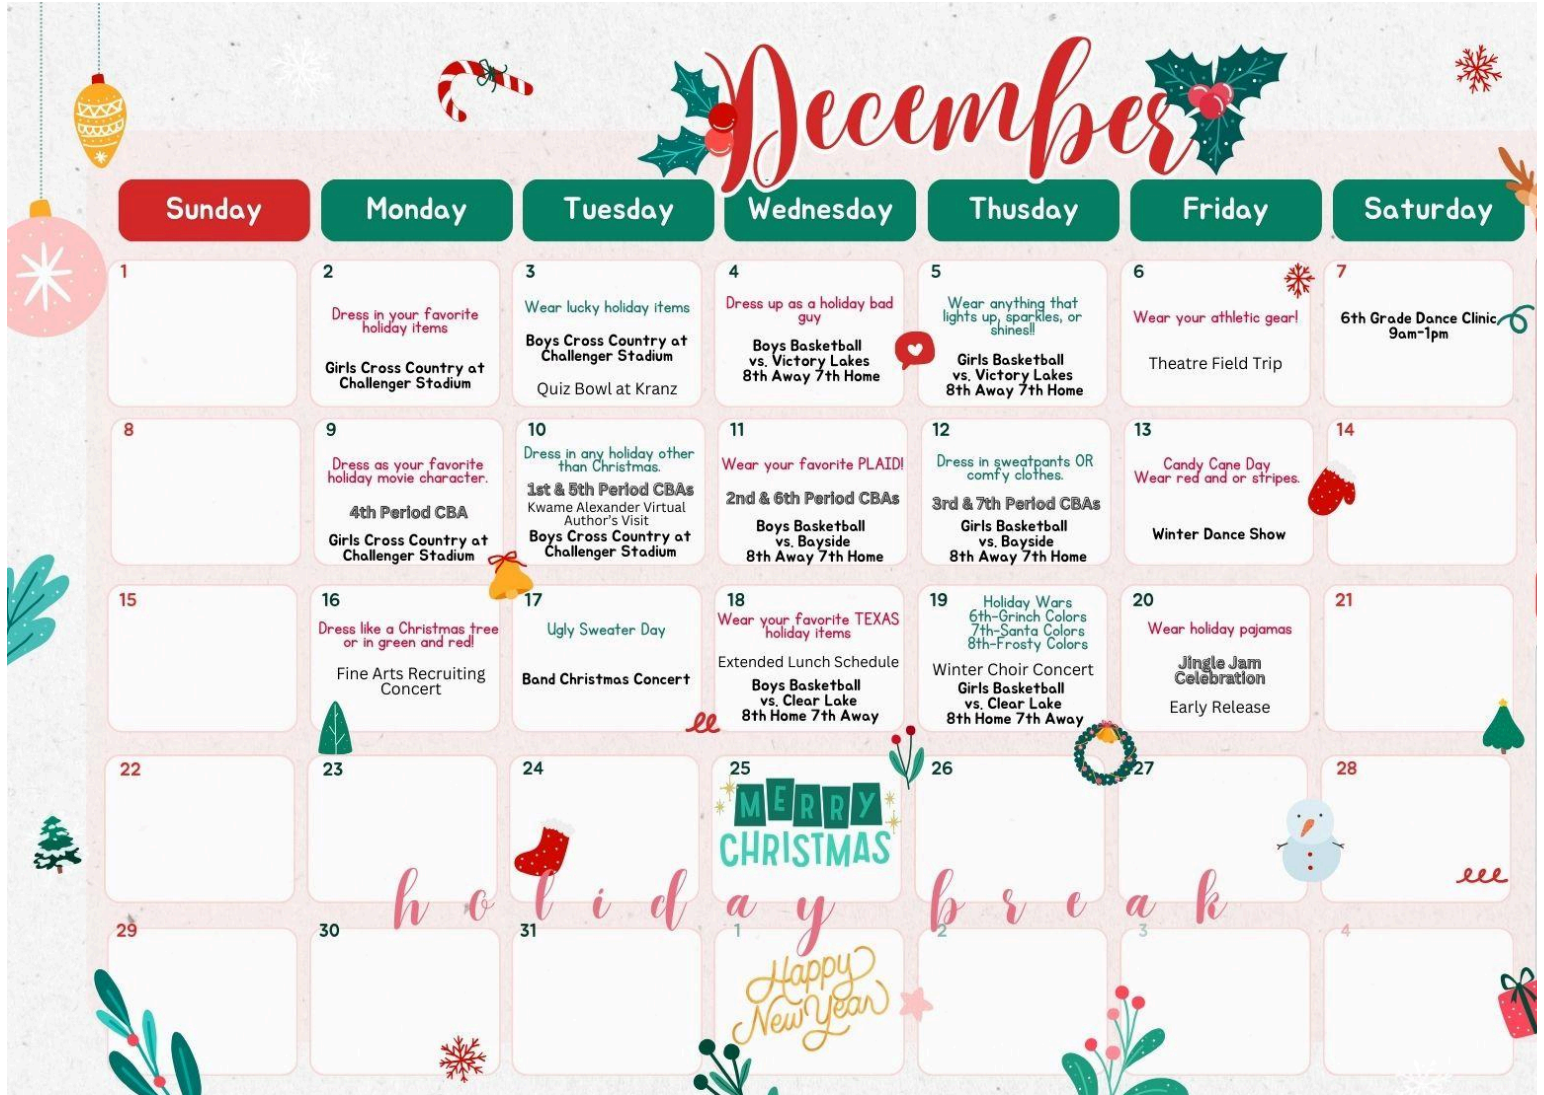 December
Sunday
Monday
Tuesday
Wednesday
Thusday
Friday
Saturday
1
2
Dress in your favorite
holiday items
Girls Cross Country at
Challenger Stadium
3
Wear lucky holiday items
Boys Cross Country at
Challenger Stadium
Quiz Bowl at Kranz
4
Dress up as a holiday bad
guy
Boys Basketball
vs. Victory Lakes
8th Away 7th Home
5
Wear anything that
lights up, sparkles, or
shines!!
Girls Basketball
vs. Victory Lakes
8th Away 7th Home
6
Wear your athletic gear!
Theatre Field Trip
7
6th Grade Dance Clinic
9am-1pm
8
9
Dress as your favorite
holiday movie character.
4th Period CBA
Girls Cross Country at
Challenger Stadium
10
Dress in any holiday other
than Christmas.
1st & 5th Period CBAs
Kwame Alexander Virtual
Author's Visit
Boys Cross Country at
Challenger Stadium
11
Wear your favorite PLAID!
2nd & 6th Period CBAs
Boys Basketball
vs. Bayside
8th Away 7th Home
12
Dress in sweatpants OR
comfy clothes.
3rd & 7th Period CBAs
Girls Basketball
vs. Bayside
8th Away 7th Home
13
Candy Cane Day
Wear red and or stripes.
Winter Dance Show
14
15
16
Dress like a Christmas tree
or in green and red!
Fine Arts Recruiting
Concert
17
Ugly Sweater Day
Band Christmas Concert
18
Wear your favorite TEXAS
holiday items
Extended Lunch Schedule
Boys Basketball
vs. Clear Lake
8th Home 7th Away
19
Holiday Wars
6th-Grinch Colors
7th-Santa Colors
8th-Frosty Colors
Winter Choir Concert
Girls Basketball
vs. Clear Lake
8th Home 7th Away
20
Wear holiday pajamas
Jingle Jam
Celebration
Early Release
21
22
23
24
25
MERRY
CHRISTMAS
26
27
28
holiday break
29
30
31
1
Happy
New Year
2
3
4